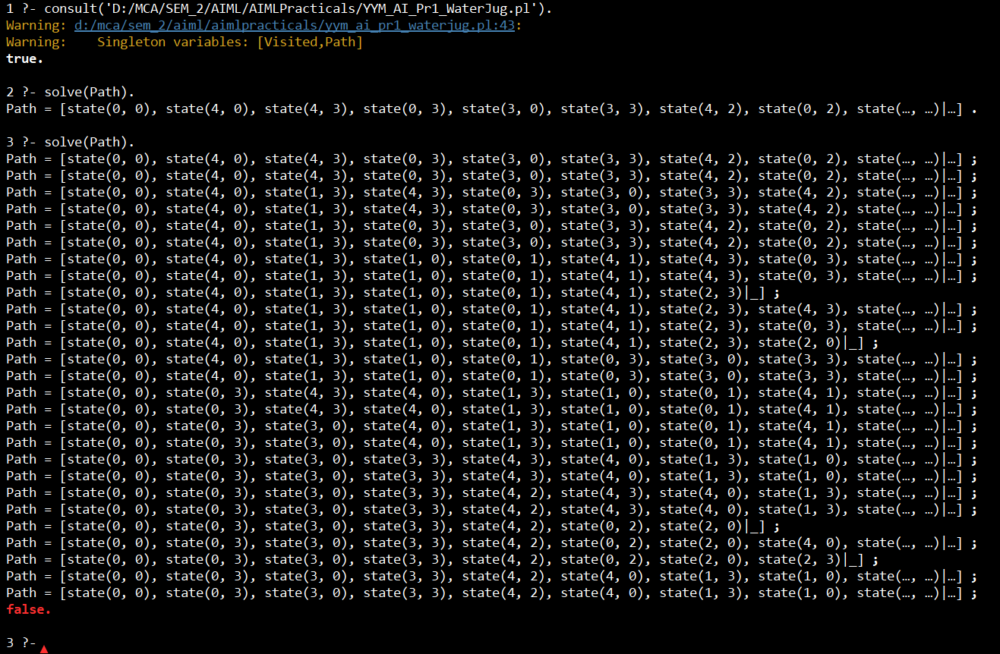 1 ?- consult('D:/MCA/SEM_2/AIML/AIMLPracticals/YYM_AI_Pr1_WaterJug.pl').
Warning: d:/mca/sem_2/aiml/aimlpracticals/yym_ai_pr1_waterjug.pl:43:
Warning:    Singleton variables: [Visited,Path]
true.

2 ?- solve(Path).
Path = [state(0, 0), state(4, 0), state(4, 3), state(0, 3), state(3, 0), state(3, 3), state(4, 2), state(0, 2), state(…, …)|…] .

3 ?- solve(Path).
Path = [state(0, 0), state(4, 0), state(4, 3), state(0, 3), state(3, 0), state(3, 3), state(4, 2), state(0, 2), state(…, …)|…] ;
Path = [state(0, 0), state(4, 0), state(4, 3), state(0, 3), state(3, 0), state(3, 3), state(4, 2), state(0, 2), state(…, …)|…] ;
Path = [state(0, 0), state(4, 0), state(1, 3), state(4, 3), state(0, 3), state(3, 0), state(3, 3), state(4, 2), state(…, …)|…] ;
Path = [state(0, 0), state(4, 0), state(1, 3), state(4, 3), state(0, 3), state(3, 0), state(3, 3), state(4, 2), state(…, …)|…] ;
Path = [state(0, 0), state(4, 0), state(1, 3), state(0, 3), state(3, 0), state(3, 3), state(4, 2), state(0, 2), state(…, …)|…] ;
Path = [state(0, 0), state(4, 0), state(1, 3), state(0, 3), state(3, 0), state(3, 3), state(4, 2), state(0, 2), state(…, …)|…] ;
Path = [state(0, 0), state(4, 0), state(1, 3), state(1, 0), state(0, 1), state(4, 1), state(4, 3), state(0, 3), state(…, …)|…] ;
Path = [state(0, 0), state(4, 0), state(1, 3), state(1, 0), state(0, 1), state(4, 1), state(4, 3), state(0, 3), state(…, …)|…] ;
Path = [state(0, 0), state(4, 0), state(1, 3), state(1, 0), state(0, 1), state(4, 1), state(2, 3)|_] ;
Path = [state(0, 0), state(4, 0), state(1, 3), state(1, 0), state(0, 1), state(4, 1), state(2, 3), state(4, 3), state(…, …)|…] ;
Path = [state(0, 0), state(4, 0), state(1, 3), state(1, 0), state(0, 1), state(4, 1), state(2, 3), state(0, 3), state(…, …)|…] ;
Path = [state(0, 0), state(4, 0), state(1, 3), state(1, 0), state(0, 1), state(4, 1), state(2, 3), state(2, 0)|_] ;
Path = [state(0, 0), state(4, 0), state(1, 3), state(1, 0), state(0, 1), state(0, 3), state(3, 0), state(3, 3), state(…, …)|…] ;
Path = [state(0, 0), state(4, 0), state(1, 3), state(1, 0), state(0, 1), state(0, 3), state(3, 0), state(3, 3), state(…, …)|…] ;
Path = [state(0, 0), state(0, 3), state(4, 3), state(4, 0), state(1, 3), state(1, 0), state(0, 1), state(4, 1), state(…, …)|…] ;
Path = [state(0, 0), state(0, 3), state(4, 3), state(4, 0), state(1, 3), state(1, 0), state(0, 1), state(4, 1), state(…, …)|…] ;
Path = [state(0, 0), state(0, 3), state(3, 0), state(4, 0), state(1, 3), state(1, 0), state(0, 1), state(4, 1), state(…, …)|…] ;
Path = [state(0, 0), state(0, 3), state(3, 0), state(4, 0), state(1, 3), state(1, 0), state(0, 1), state(4, 1), state(…, …)|…] ;
Path = [state(0, 0), state(0, 3), state(3, 0), state(3, 3), state(4, 3), state(4, 0), state(1, 3), state(1, 0), state(…, …)|…] ;
Path = [state(0, 0), state(0, 3), state(3, 0), state(3, 3), state(4, 3), state(4, 0), state(1, 3), state(1, 0), state(…, …)|…] ;
Path = [state(0, 0), state(0, 3), state(3, 0), state(3, 3), state(4, 2), state(4, 3), state(4, 0), state(1, 3), state(…, …)|…] ;
Path = [state(0, 0), state(0, 3), state(3, 0), state(3, 3), state(4, 2), state(4, 3), state(4, 0), state(1, 3), state(…, …)|…] ;
Path = [state(0, 0), state(0, 3), state(3, 0), state(3, 3), state(4, 2), state(0, 2), state(2, 0)|_] ;
Path = [state(0, 0), state(0, 3), state(3, 0), state(3, 3), state(4, 2), state(0, 2), state(2, 0), state(4, 0), state(…, …)|…] ;
Path = [state(0, 0), state(0, 3), state(3, 0), state(3, 3), state(4, 2), state(0, 2), state(2, 0), state(2, 3)|_] ;
Path = [state(0, 0), state(0, 3), state(3, 0), state(3, 3), state(4, 2), state(4, 0), state(1, 3), state(1, 0), state(…, …)|…] ;
Path = [state(0, 0), state(0, 3), state(3, 0), state(3, 3), state(4, 2), state(4, 0), state(1, 3), state(1, 0), state(…, …)|…] ;
false.

3 ?-